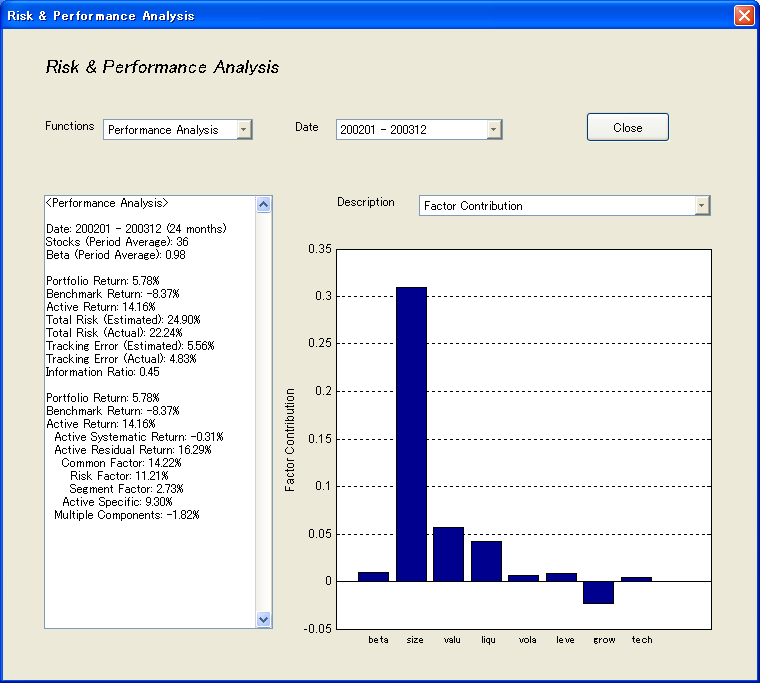 Risk & Performance Analysis
Risk & Performance Analysis
Functions
Performance Analysis
Date
200201 - 200312
Close
<Performance Analysis>
Date: 200201 - 200312 (24 months)
Stocks (Period Average): 36
Beta (Period Average): 0.98
Portfolio Return: 5.78%
Benchmark Return: -8.37%
Active Return: 14.16%
Total Risk (Estimated): 24.90%
Total Risk (Actual): 22.24%
Tracking Error (Estimated): 5.56%
Tracking Error (Actual): 4.83%
Information Ratio: 0.45
Portfolio Return: 5.78%
Benchmark Return: -8.37%
Active Return: 14.16%
Active Systematic Return: -0.31%
Active Residual Return: 16.29%
Common Factor: 14.22%
Risk Factor: 11.21%
Segment Factor: 2.73%
Active Specific: 9.30%
Multiple Components: -1.82%
Description
Factor Contribution
Factor Contribution
0.35
0.3
0.25
0.2
0.15
0.1
0.05
0
-0.05
beta size valu liqu vola leve grow tech